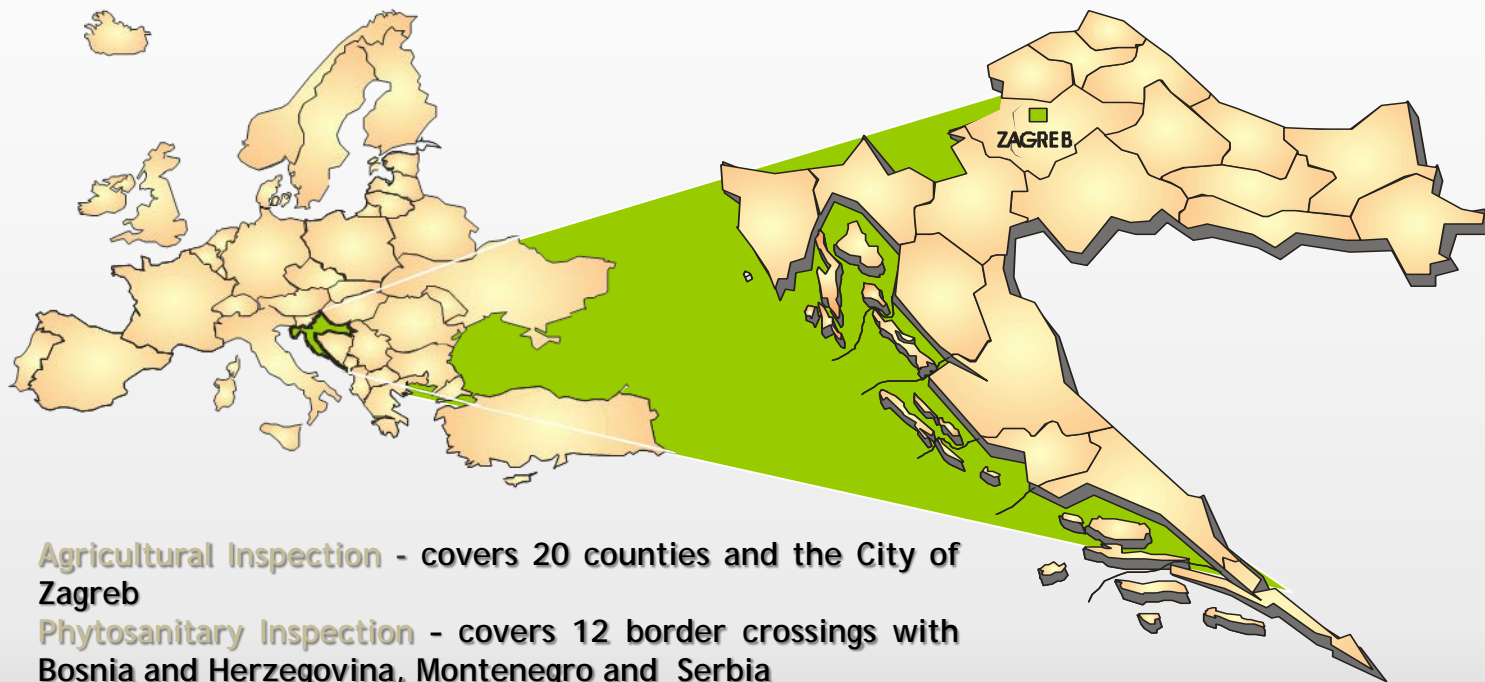 ZAGREB
Agricultural Inspection - covers 20 counties and the City of
Zagreb
Phytosanitary Inspection – covers 12 border crossings with
Bosnia and Herzegovina, Montenegro and Serbia